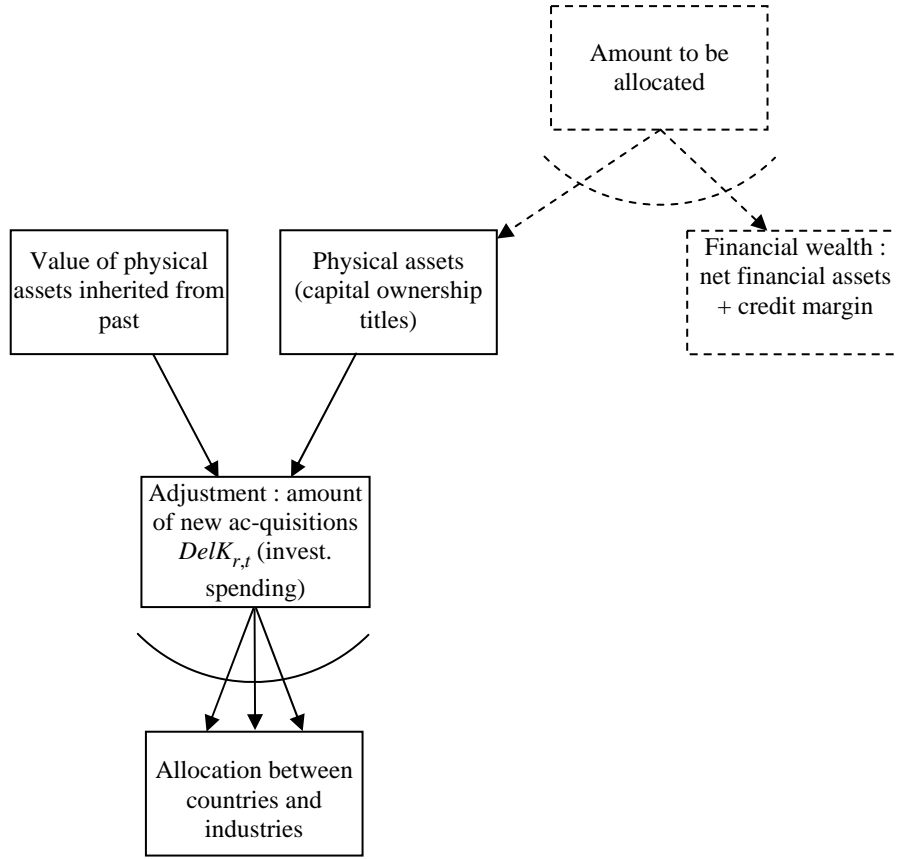 Amount to be
allocated
Value of physical
assets inherited from
past
Physical assets
(capital ownership
titles)
Financial wealth :
net financial assets
+ credit margin
Adjustment : amount
of new ac-quisitions
DelK_{r,t} (invest.
spending)
Allocation between
countries and
industries